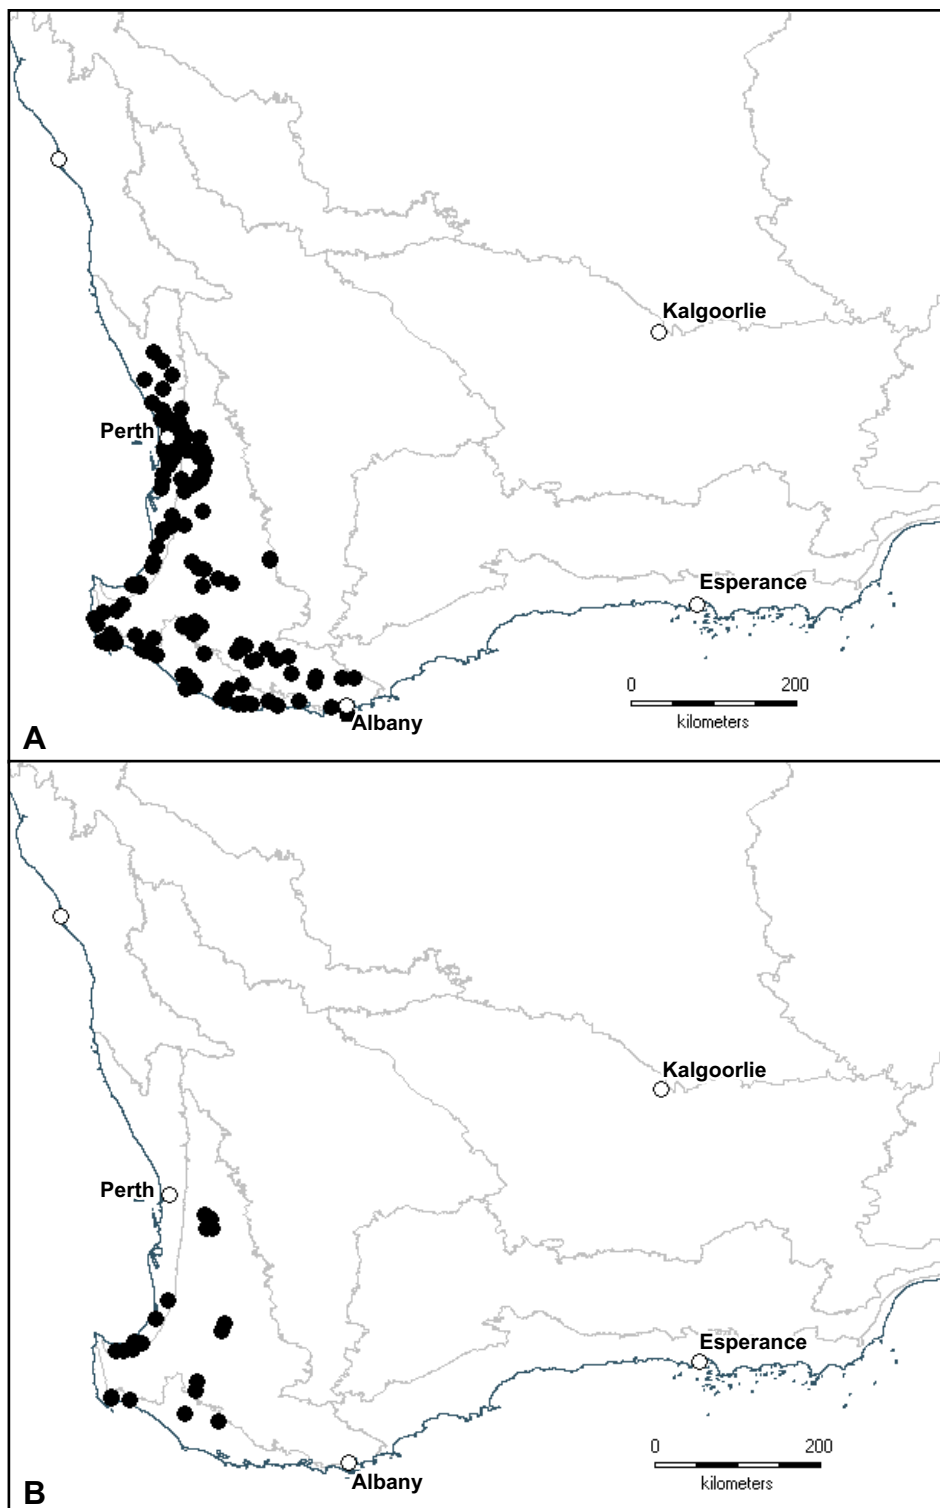 Kalgoorlie
Perth
Esperance
0 200
kilometers
Albany
A
Kalgoorlie
Perth
Esperance
0 200
kilometers
Albany
B